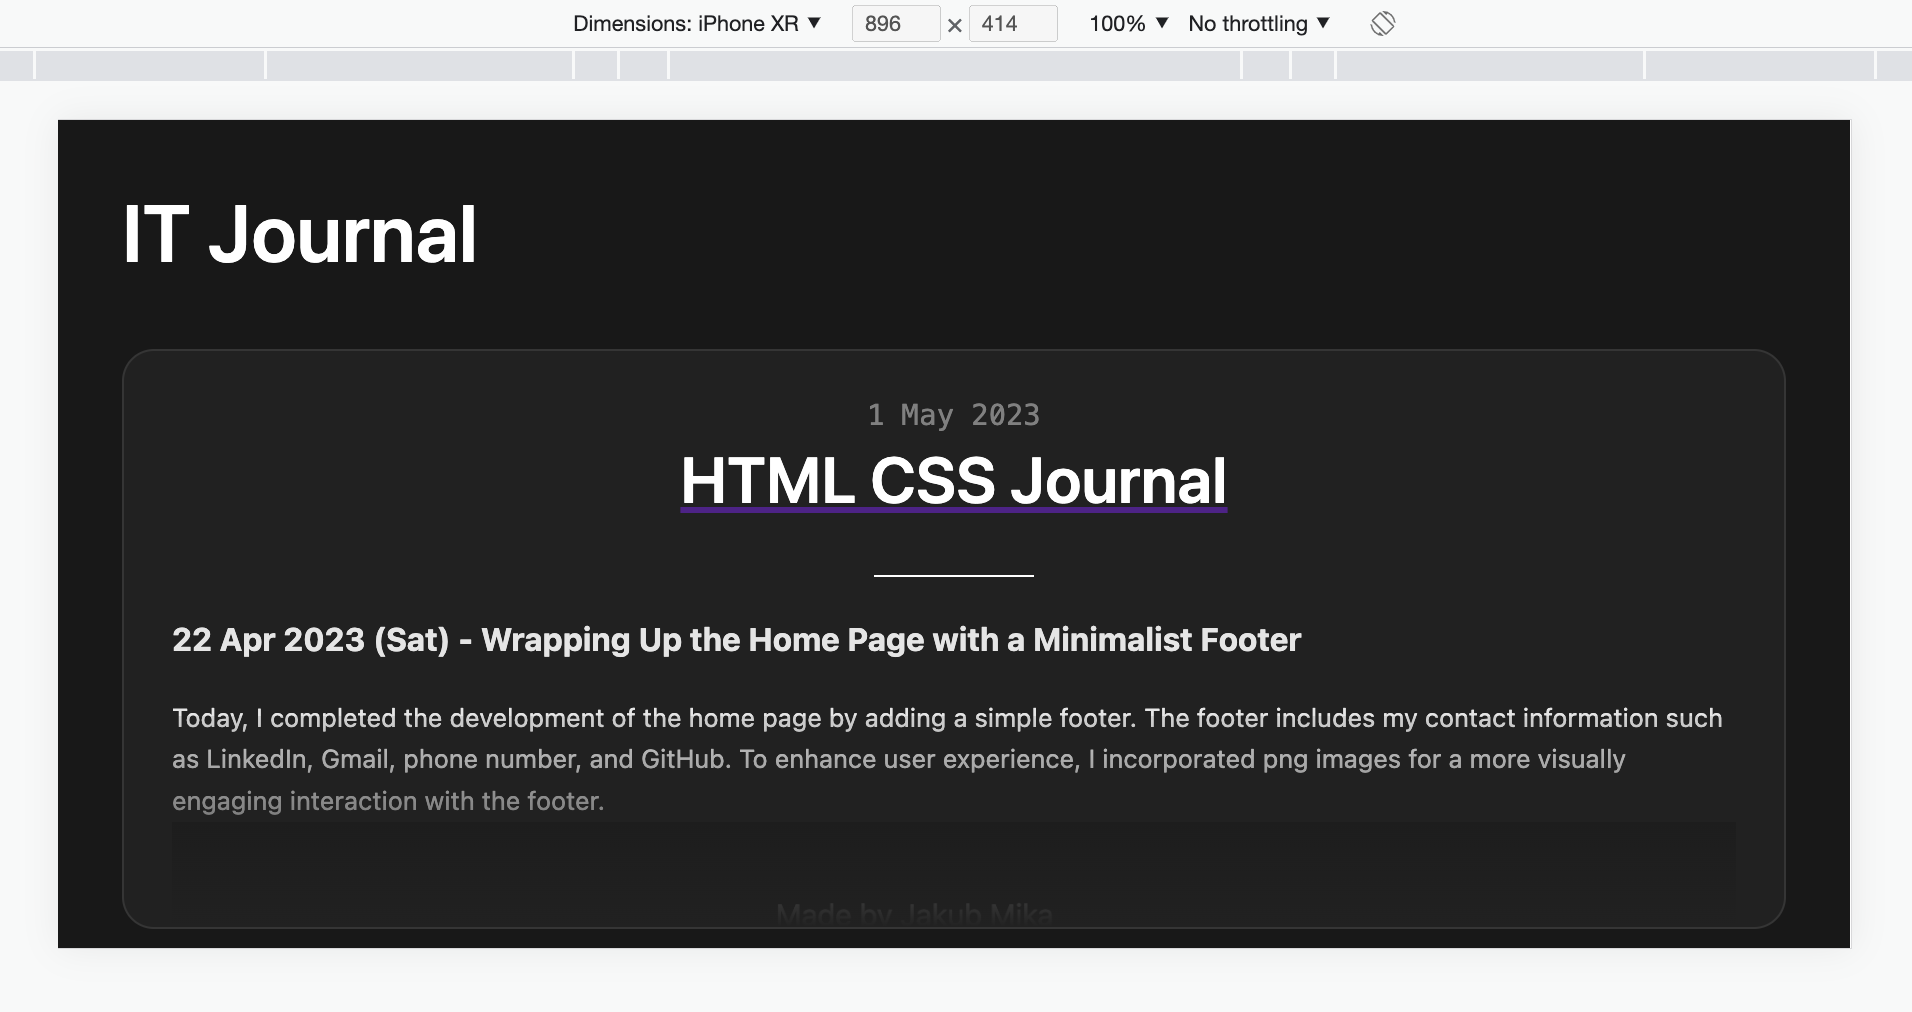 Dimensions: iPhone XR ▼ 896 × 414 100% ▼ No throttling ▼
IT Journal
1 May 2023
HTML CSS Journal
22 Apr 2023 (Sat) - Wrapping Up the Home Page with a Minimalist Footer
Today, I completed the development of the home page by adding a simple footer. The footer includes my contact information such
as LinkedIn, Gmail, phone number, and GitHub. To enhance user experience, I incorporated png images for a more visually
engaging interaction with the footer.
Made by Jakub Mika